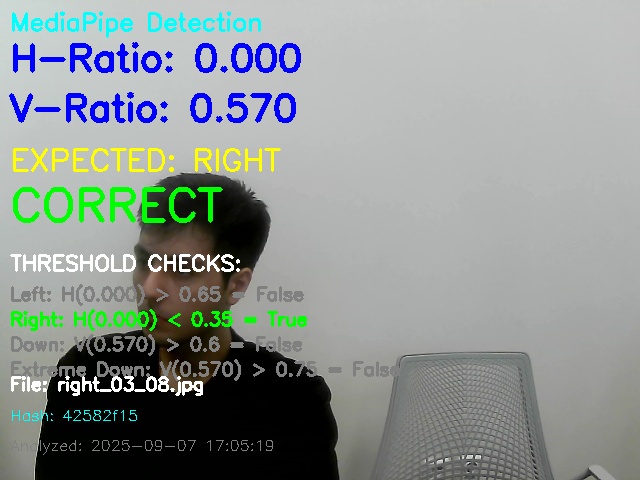 MediaPipe Detection
H-Ratio: 0.000
V-Ratio: 0.570
EXPECTED: RIGHT
CORRECT
THRESHOLD CHECKS:
Left: H(0.000) > 0.65 = False
Right: H(0.000) < 0.35 = True
Down: V(0.570) > 0.6 = False
Extreme Down: V(0.570) > 0.75 = False
File: right_03_08.jpg
Hash: 42582f15
Analyzed: 2025-09-07 17:05:19